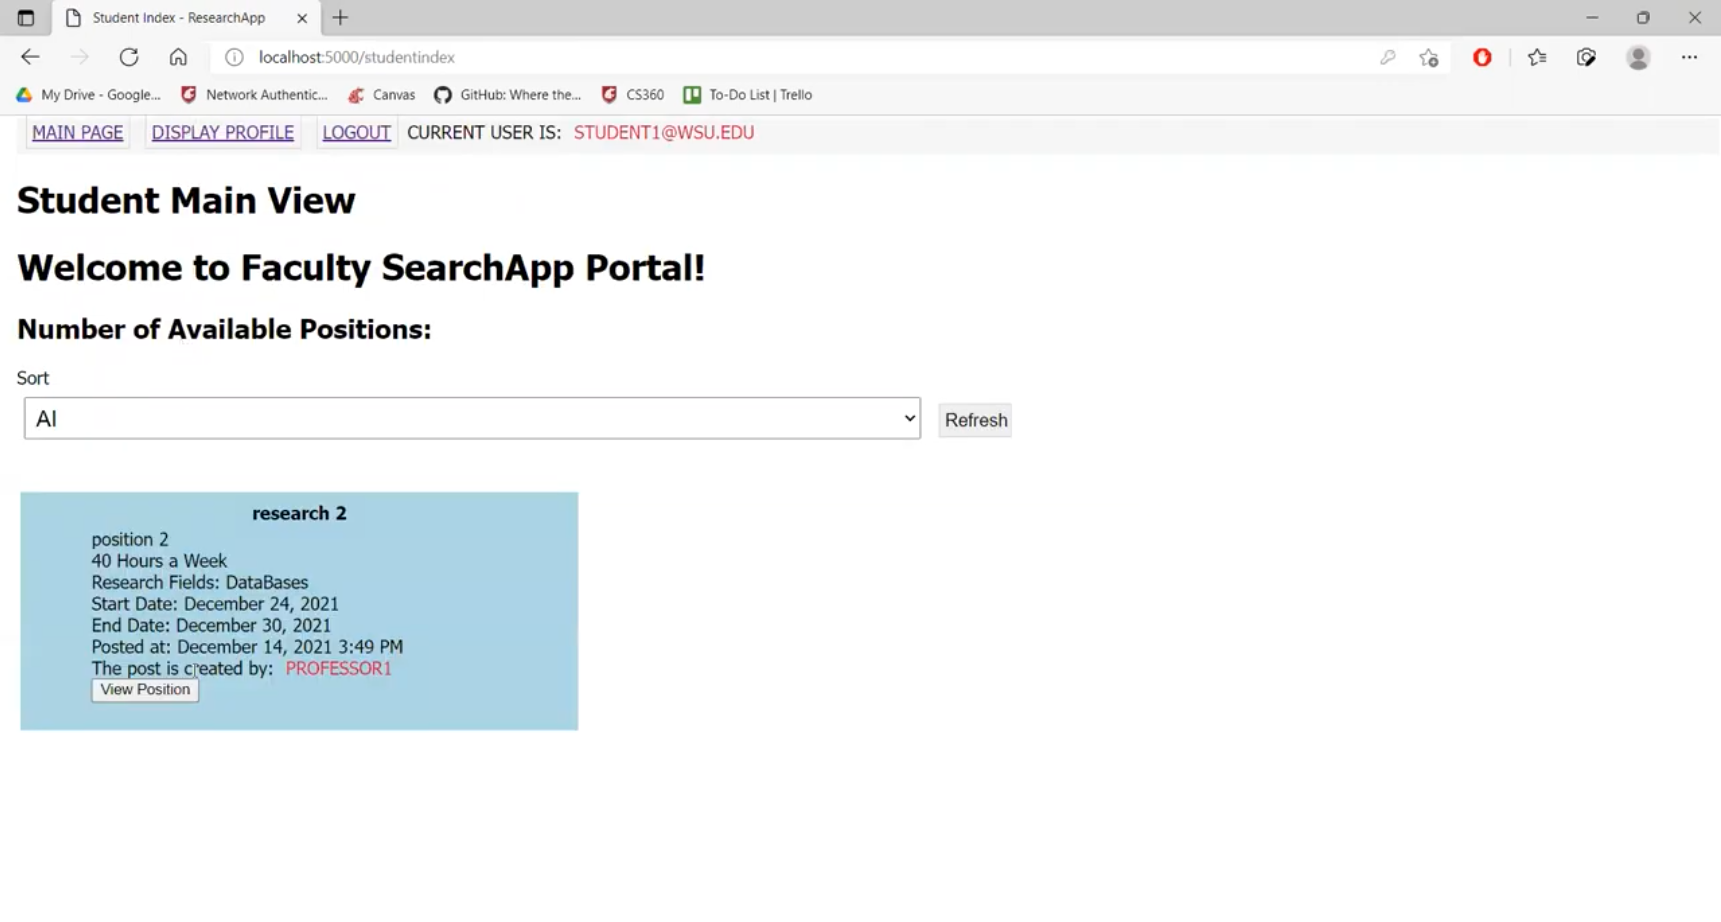 Student Index - ResearchApp
localhost:5000/studentindex
My Drive - Google... Network Authentic... Canvas GitHub: Where the... CS360 To-Do List | Trello
MAIN PAGE DISPLAY PROFILE LOGOUT CURRENT USER IS: STUDENT1@WSU.EDU
Student Main View
Welcome to Faculty SearchApp Portal!
Number of Available Positions:
Sort
AI Refresh
research 2
position 2
40 Hours a Week
Research Fields: DataBases
Start Date: December 24, 2021
End Date: December 30, 2021
Posted at: December 14, 2021 3:49 PM
The post is created by: PROFESSOR1
View Position